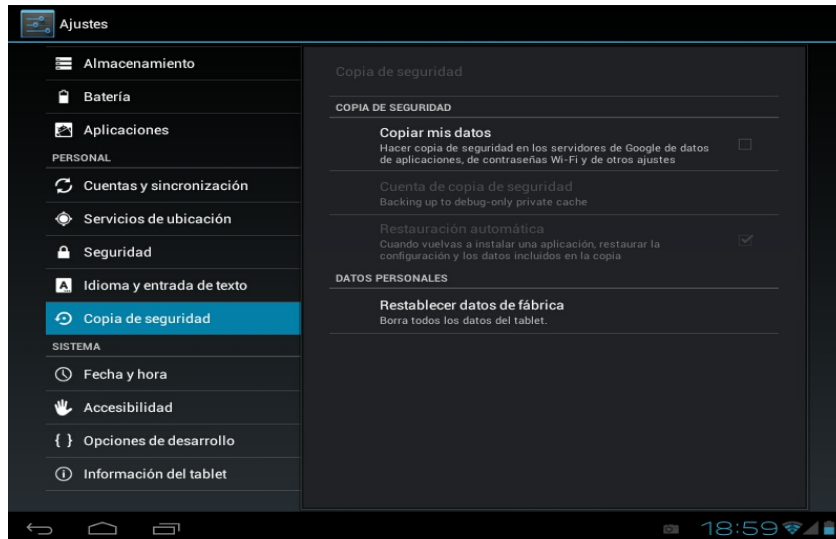 Ajustes
Almacenamiento
Batería
Aplicaciones
PERSONAL
Cuentas y sincronización
Servicios de ubicación
Seguridad
Idioma y entrada de texto
Copia de seguridad
SISTEMA
Fecha y hora
Accesibilidad
Opciones de desarrollo
Información del tablet
Copia de seguridad
COPIA DE SEGURIDAD
Copiar mis datos
Hacer copia de seguridad en los servidores de Google de datos
de aplicaciones, de contraseñas Wi-Fi y de otros ajustes
Cuenta de copia de seguridad
Backing up to debug-only private cache
Restauración automática
Cuando vuelvas a instalar una aplicación, restaurar la
configuración y los datos incluidos en la copia
DATOS PERSONALES
Restablecer datos de fábrica
Borra todos los datos del tablet.
18:59